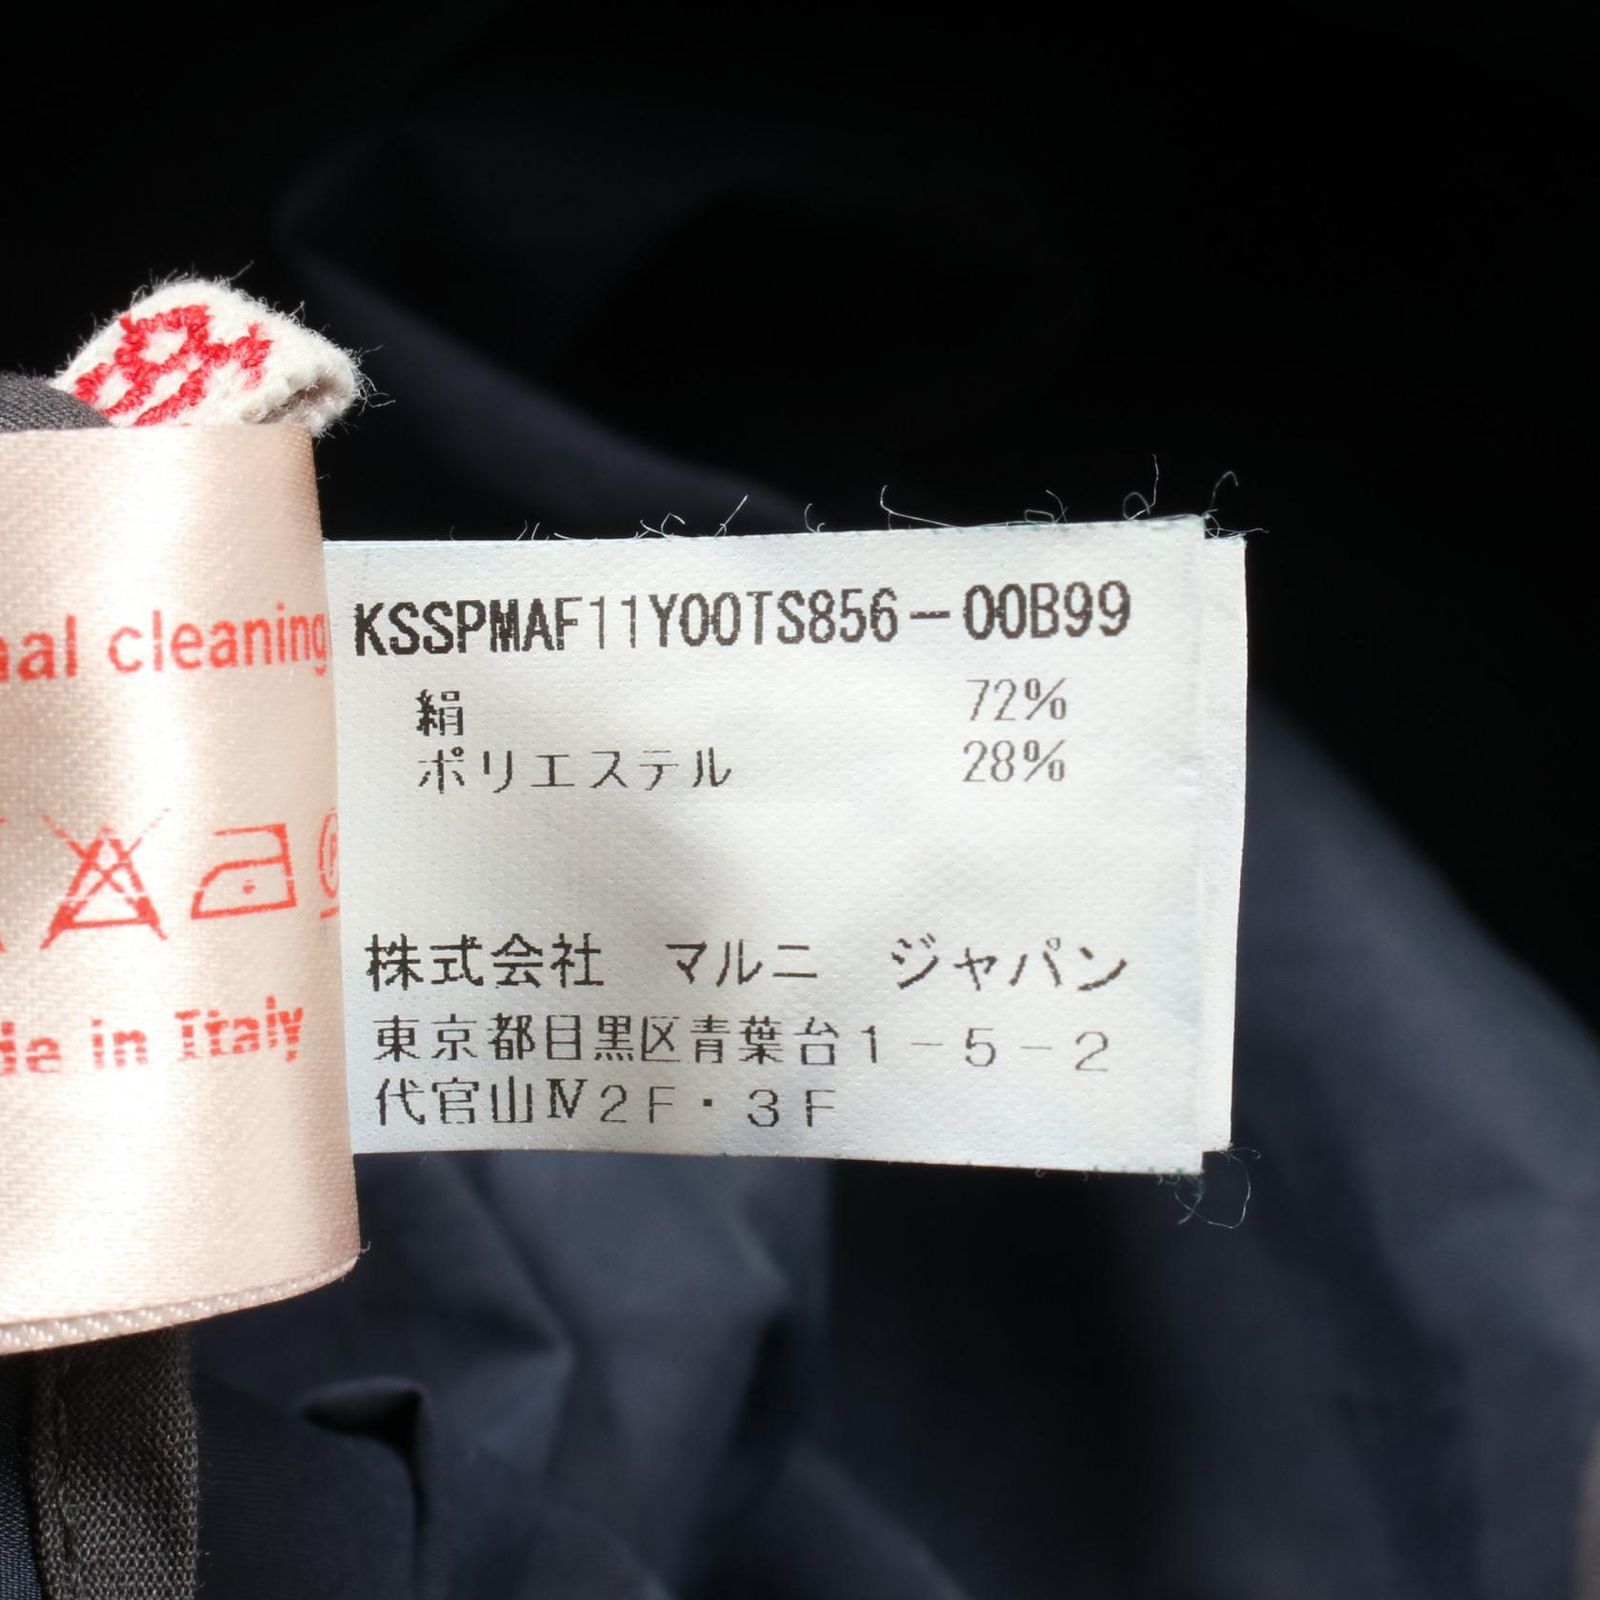 cleaning
in Italy
KSSPMAF11Y00TS856-00B99
絹 72%
ポリエステル 28%
株式会社 マルニ ジャパン
東京都目黒区青葉台1-5-2
代官山Ⅳ2F・3F